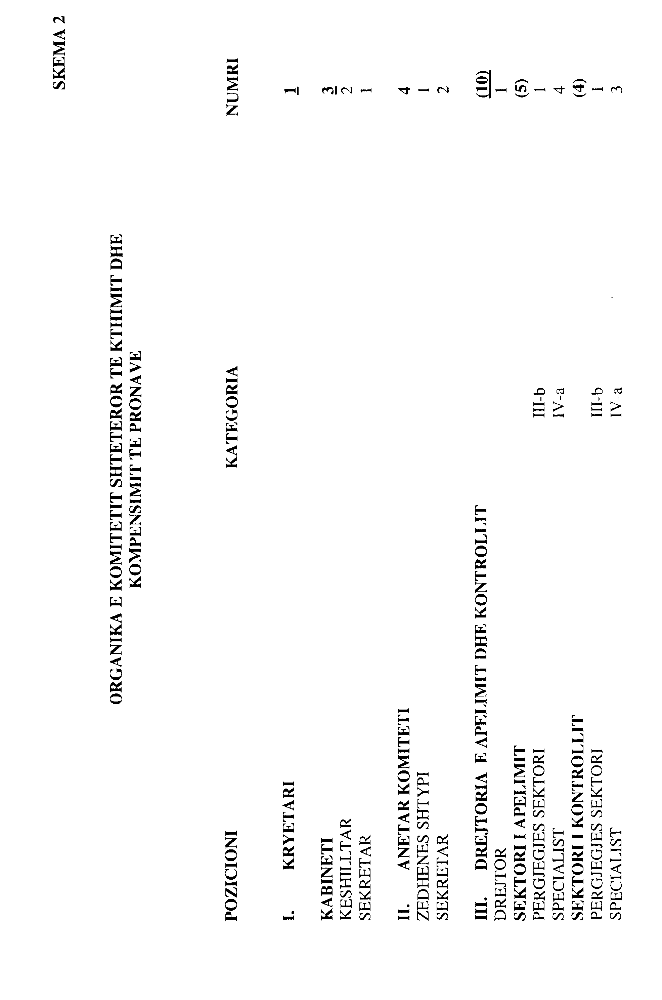 SKEMA 2
ORGANIKA E KOMITETIT SHTETEROR TE KTHIMIT DHE
KOMPENSIMIT TE PRONAVE
POZICIONI KATEGORIA NUMRI
I. KRYETARI 1
KABINETI 3
KESHILLTAR 2
SEKRETAR 1
II. ANETAR KOMITETI 4
ZEDHENES SHTYPI 1
SEKRETAR 2
III. DREJTORIA E APELIMIT DHE KONTROLLIT (10)
DREJTOR 1
SEKTORI I APELIMIT (5)
PERGJEGJES SEKTORI III-b 1
SPECIALIST IV-a 4
SEKTORI I KONTROLLIT (4)
PERGJEGJES SEKTORI III-b 1
SPECIALIST IV-a 3